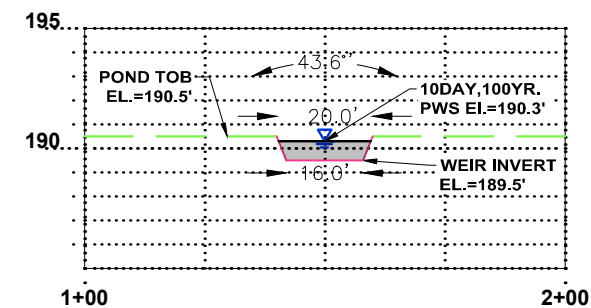 195
43.6°
POND TOB
EL.=190.5'
10DAY,100YR.
PWS El.=190.3'
20.0'
190
WEIR INVERT
EL.=189.5'
16.0'
1+00
2+00